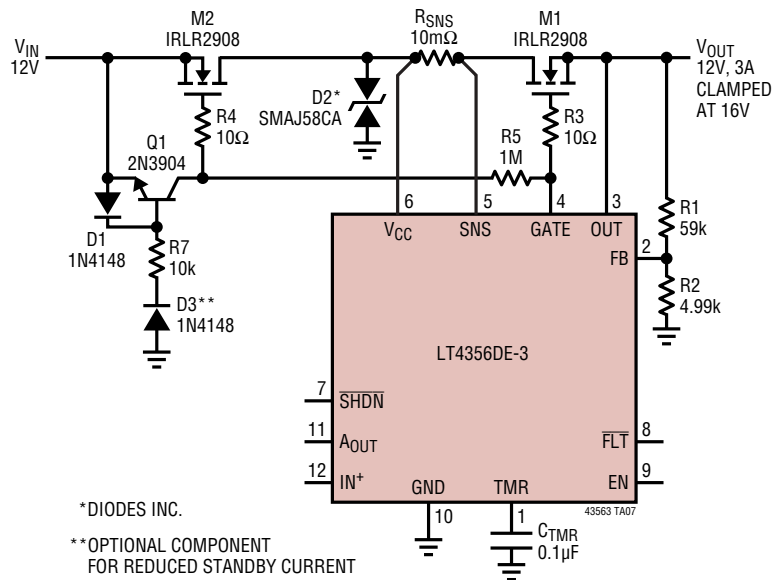 M2
IRLR2908
RSNS
10mΩ
M1
IRLR2908
VIN
12V
VOUT
12V, 3A
CLAMPED
AT 16V
D2*
SMAJ58CA
R4
10Ω
R3
10Ω
Q1
2N3904
R5
1M
D1
1N4148
R7
10k
D3**
1N4148
R1
59k
R2
4.99k
6
5
4
3
VCC
SNS
GATE
OUT
2
FB
LT4356DE-3
7
SHDN
11
AOUT
12
IN+
8
FLT
9
EN
GND
TMR
10
1
43563 TA07
CTMR
0.1µF
*DIODES INC.
**OPTIONAL COMPONENT
FOR REDUCED STANDBY CURRENT